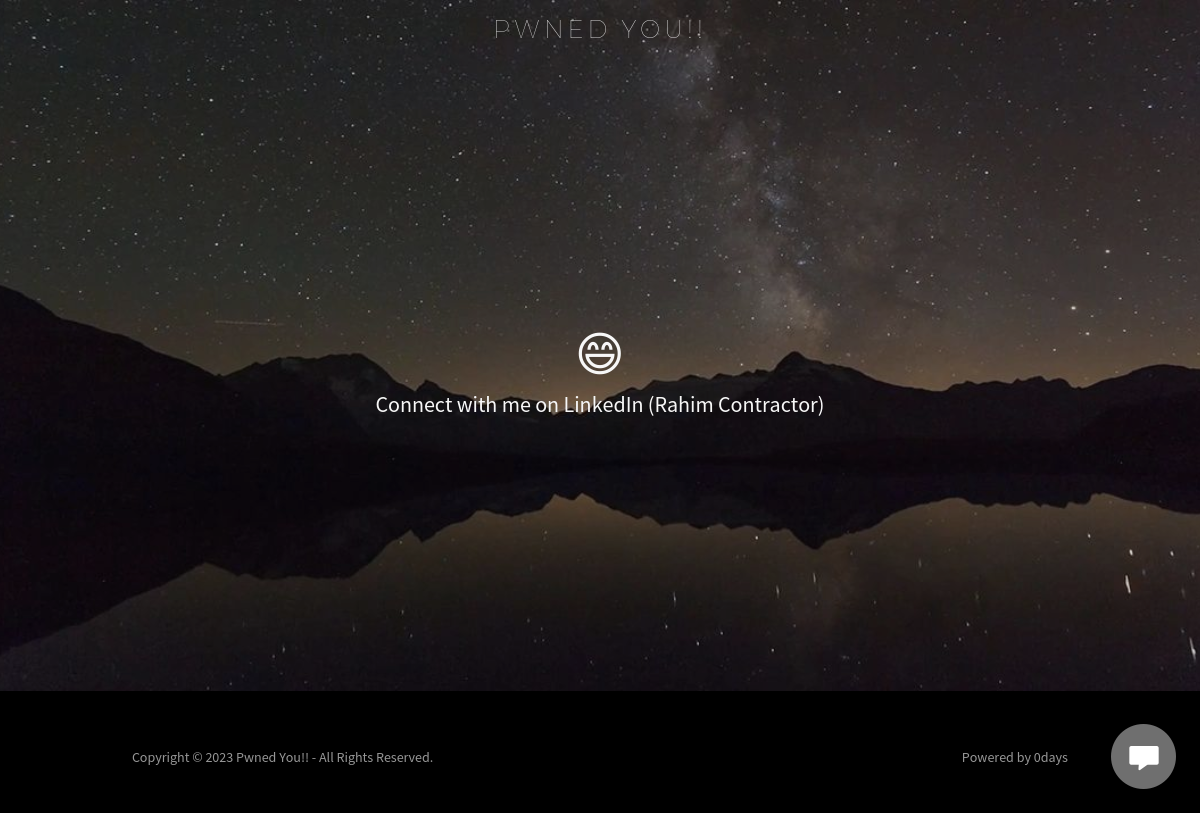 PWNED YOU!!
Connect with me on LinkedIn (Rahim Contractor)
Copyright © 2023 Pwned You!! - All Rights Reserved.
Powered by 0days